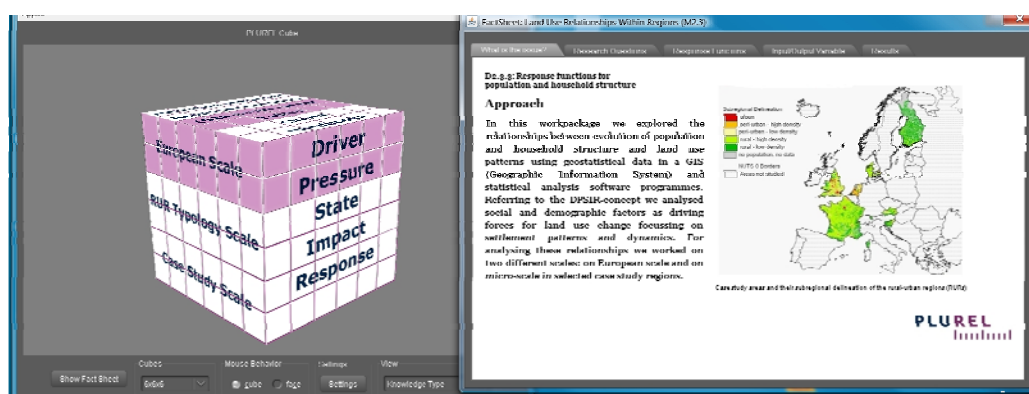 PLUREL Cube
European Scale
RUR-Typology Scale
Case Study Scale
Driver
Pressure
State
Impact
Response
Cubes
Mouse Behavior
Settings
View
Show Fact Sheet
6x6x6
cube
face
Settings
Knowledge Type
FactSheet: Land Use Relationships Within Regions (M2.3)
What is the issue?
Research Questions
Response Functions
Input/Output Variable
Results
D2.3.3: Response functions for
population and household structure
Approach
In this workpackage we explored the
relationships between evolution of population
and household structure and land use
patterns using geostatistical data in a GIS
(Geographic Information System) and
statistical analysis software programmes.
Referring to the DPSIR-concept we analysed
social and demographic factors as driving
forces for land use change focussing on
settlement patterns and dynamics. For
analysing these relationships we worked on
two different scales: on European scale and on
micro-scale in selected case study regions.
Subregional Delineation
urban
peri-urban - high density
peri-urban - low density
rural - high density
rural - low density
no population, no data
NUTS 0 Borders
Areas not studied
Case study areas and their subregional delineation of the rural-urban regions (RURs)
PLUREL